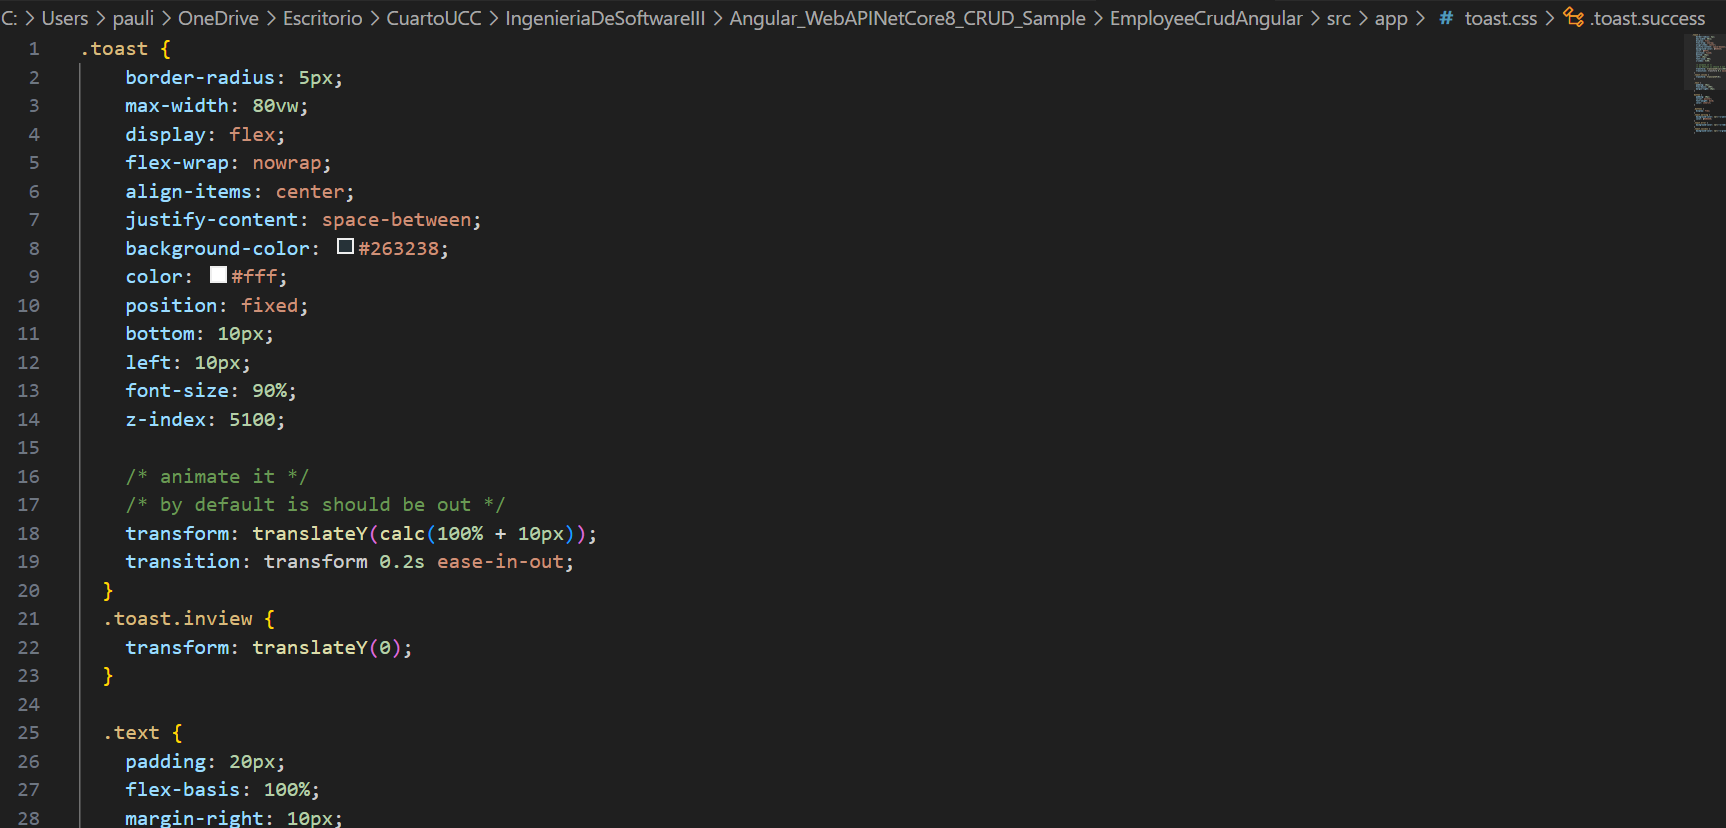 C: > Users > pauli > OneDrive > Escritorio > CuartoUCC > IngenieriaDeSoftwareIII > Angular_WebAPINetCore8_CRUD_Sample > EmployeeCrudAngular > src > app > # toast.css > .toast.success
1 .toast {
2 border-radius: 5px;
3 max-width: 80vw;
4 display: flex;
5 flex-wrap: nowrap;
6 align-items: center;
7 justify-content: space-between;
8 background-color: #263238;
9 color: #fff;
10 position: fixed;
11 bottom: 10px;
12 left: 10px;
13 font-size: 90%;
14 z-index: 5100;
15
16 /* animate it */
17 /* by default is should be out */
18 transform: translateY(calc(100% + 10px));
19 transition: transform 0.2s ease-in-out;
20 }
21 .toast.inview {
22 transform: translateY(0);
23 }
24
25 .text {
26 padding: 20px;
27 flex-basis: 100%;
28 margin-right: 10px;